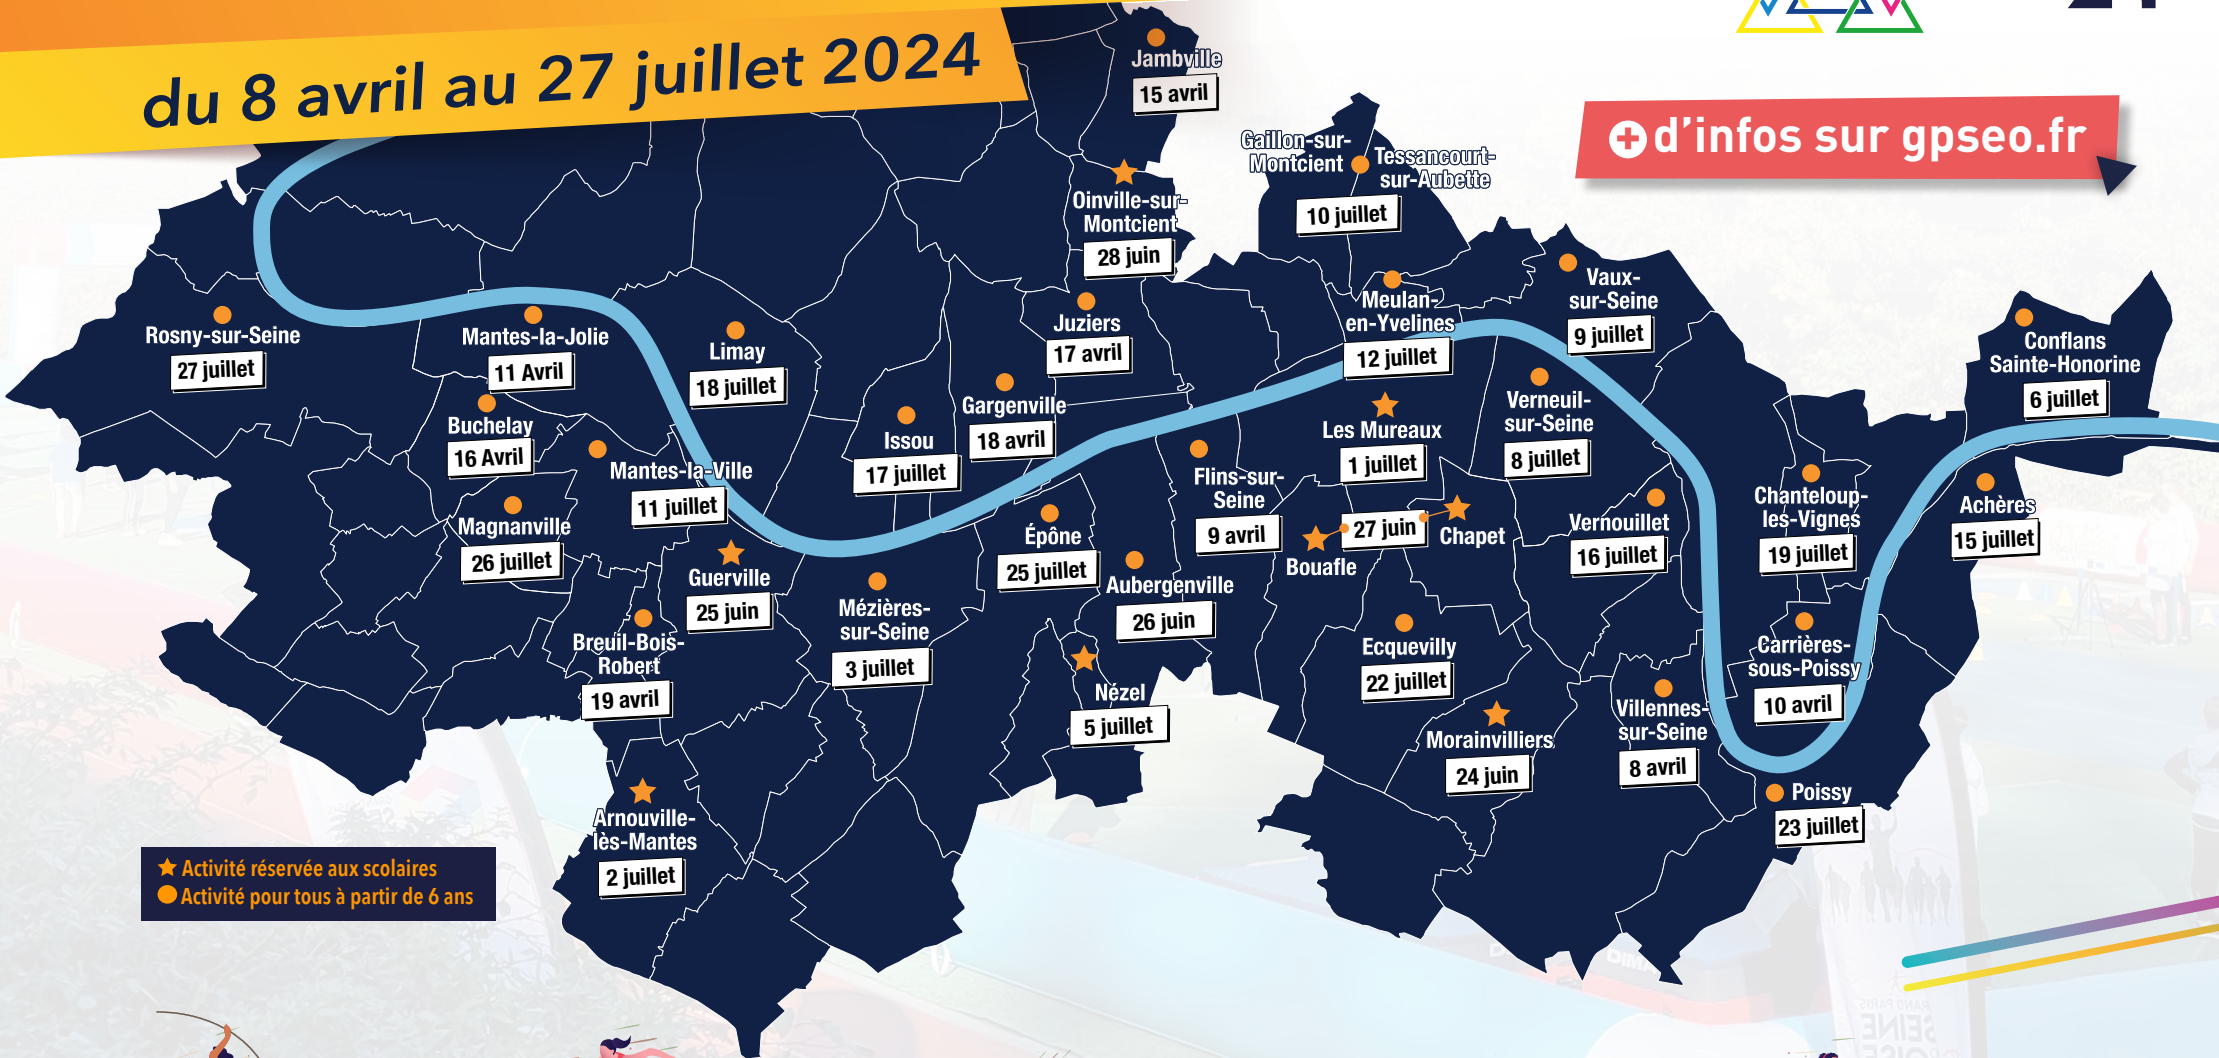 du 8 avril au 27 juillet 2024
+ d'infos sur gpseo.fr
Jambville
15 avril
Gaillon-sur-
Montcient
Tessancourt-
sur-Aubette
10 juillet
Oinville-sur-
Montcient
28 juin
Vaux-
sur-Seine
9 juillet
Meulan-
en-Yvelines
12 juillet
Juziers
17 avril
Rosny-sur-Seine
27 juillet
Mantes-la-Jolie
11 Avril
Limay
18 juillet
Conflans
Sainte-Honorine
6 juillet
Buchelay
16 Avril
Issou
17 juillet
Gargenville
18 avril
Les Mureaux
1 juillet
Verneuil-
sur-Seine
8 juillet
Mantes-la-Ville
11 juillet
Flins-sur-
Seine
9 avril
Magnanville
26 juillet
Épône
25 juillet
27 juin
Bouafle
Chapet
Vernouillet
16 juillet
Chanteloup-
les-Vignes
19 juillet
Achères
15 juillet
Guerville
25 juin
Mézières-
sur-Seine
3 juillet
Aubergenville
26 juin
Breuil-Bois-
Robert
19 avril
Ecquevilly
22 juillet
Carrières-
sous-Poissy
10 avril
Nézel
5 juillet
Morainvilliers
24 juin
Villennes-
sur-Seine
8 avril
Poissy
23 juillet
Arnouville-
lès-Mantes
2 juillet
Activité réservée aux scolaires
Activité pour tous à partir de 6 ans